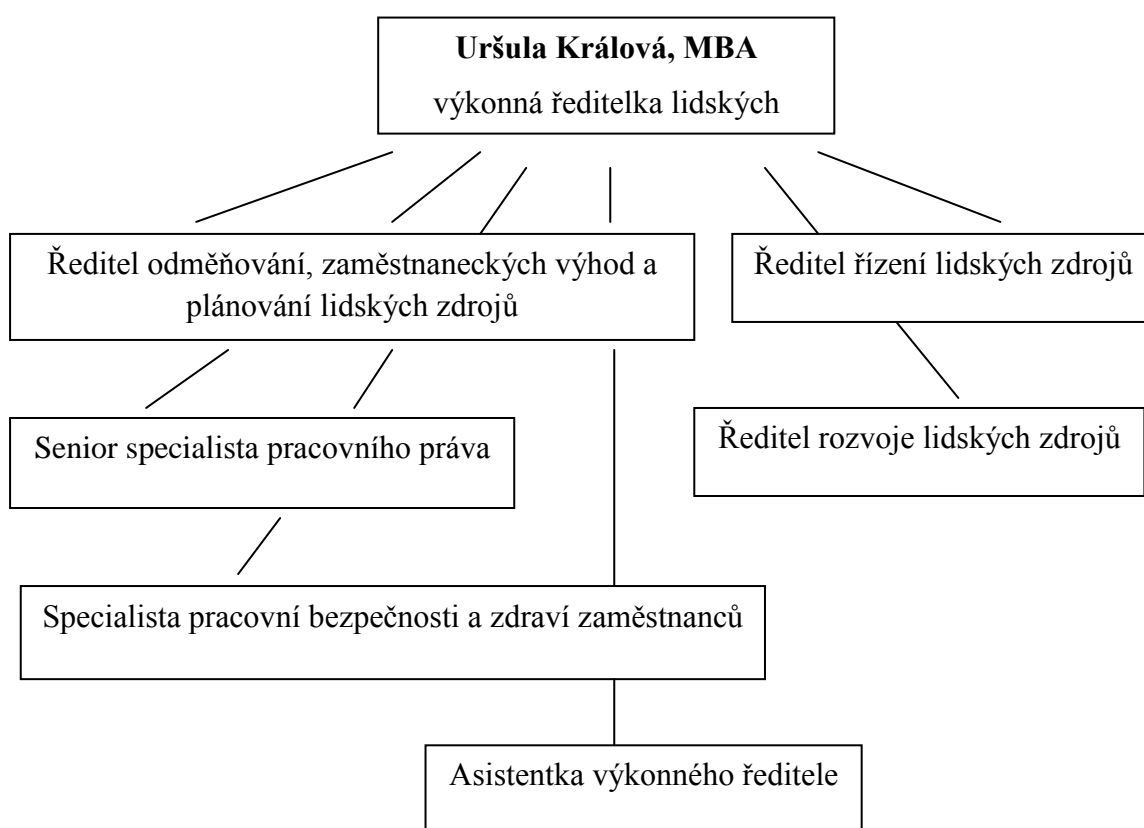 Uršula Králová, MBA
výkonná ředitelka lidských
Ředitel odměňování, zaměstnaneckých výhod a
plánování lidských zdrojů
Ředitel řízení lidských zdrojů
Senior specialista pracovního práva
Ředitel rozvoje lidských zdrojů
Specialista pracovní bezpečnosti a zdraví zaměstnanců
Asistentka výkonného ředitele